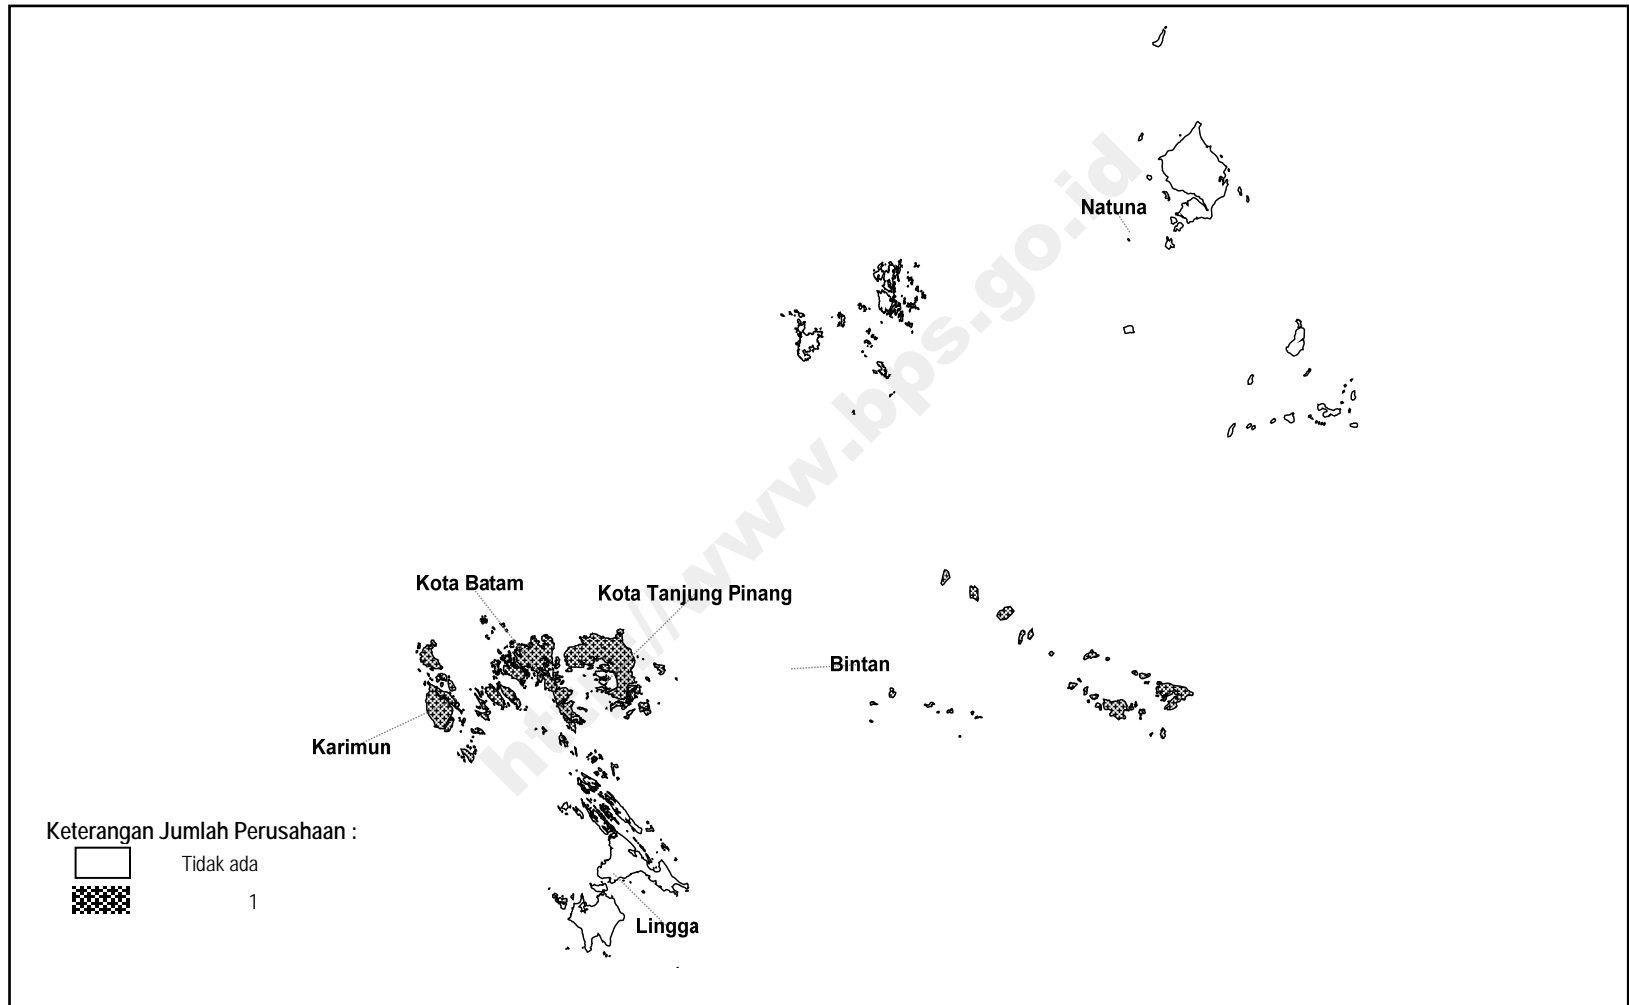 Natuna
Kota Batam
Kota Tanjung Pinang
Bintan
Karimun
Keterangan Jumlah Perusahaan :
Tidak ada
1
Lingga
http://www.bps.go.id